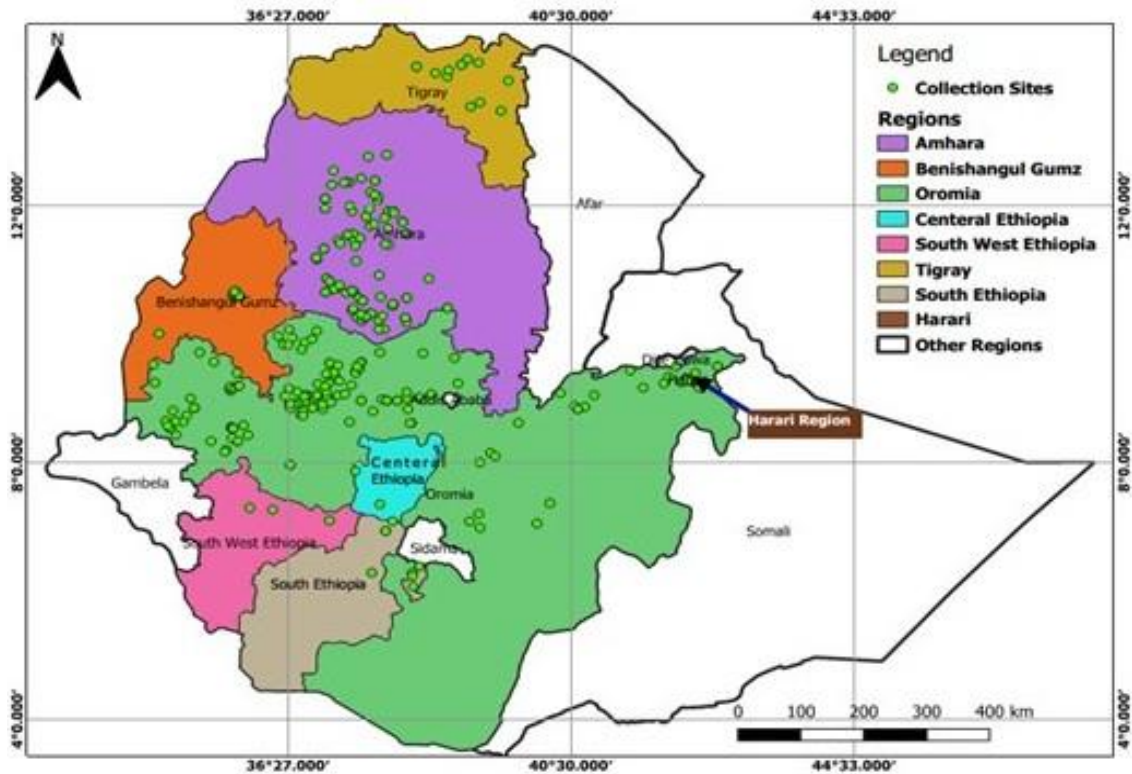 36°27.000′ 40°30.000′ 44°33.000′
N
Legend
Collection Sites
Regions
Amhara
Benishangul Gumz
Oromia
Centeral Ethiopia
South West Ethiopia
Tigray
South Ethiopia
Harari
Other Regions
Tigray
12°0.000′ 12°0.000′
Afar
Amhara
Benishangul Gumz
Harari Region
8°0.000′ 8°0.000′
Centeral
Ethiopia
Gambela
Oromia
Somali
South West Ethiopia
Sidama
South Ethiopia
0 100 200 300 400 km
4°0.000′ 4°0.000′
36°27.000′ 40°30.000′ 44°33.000′